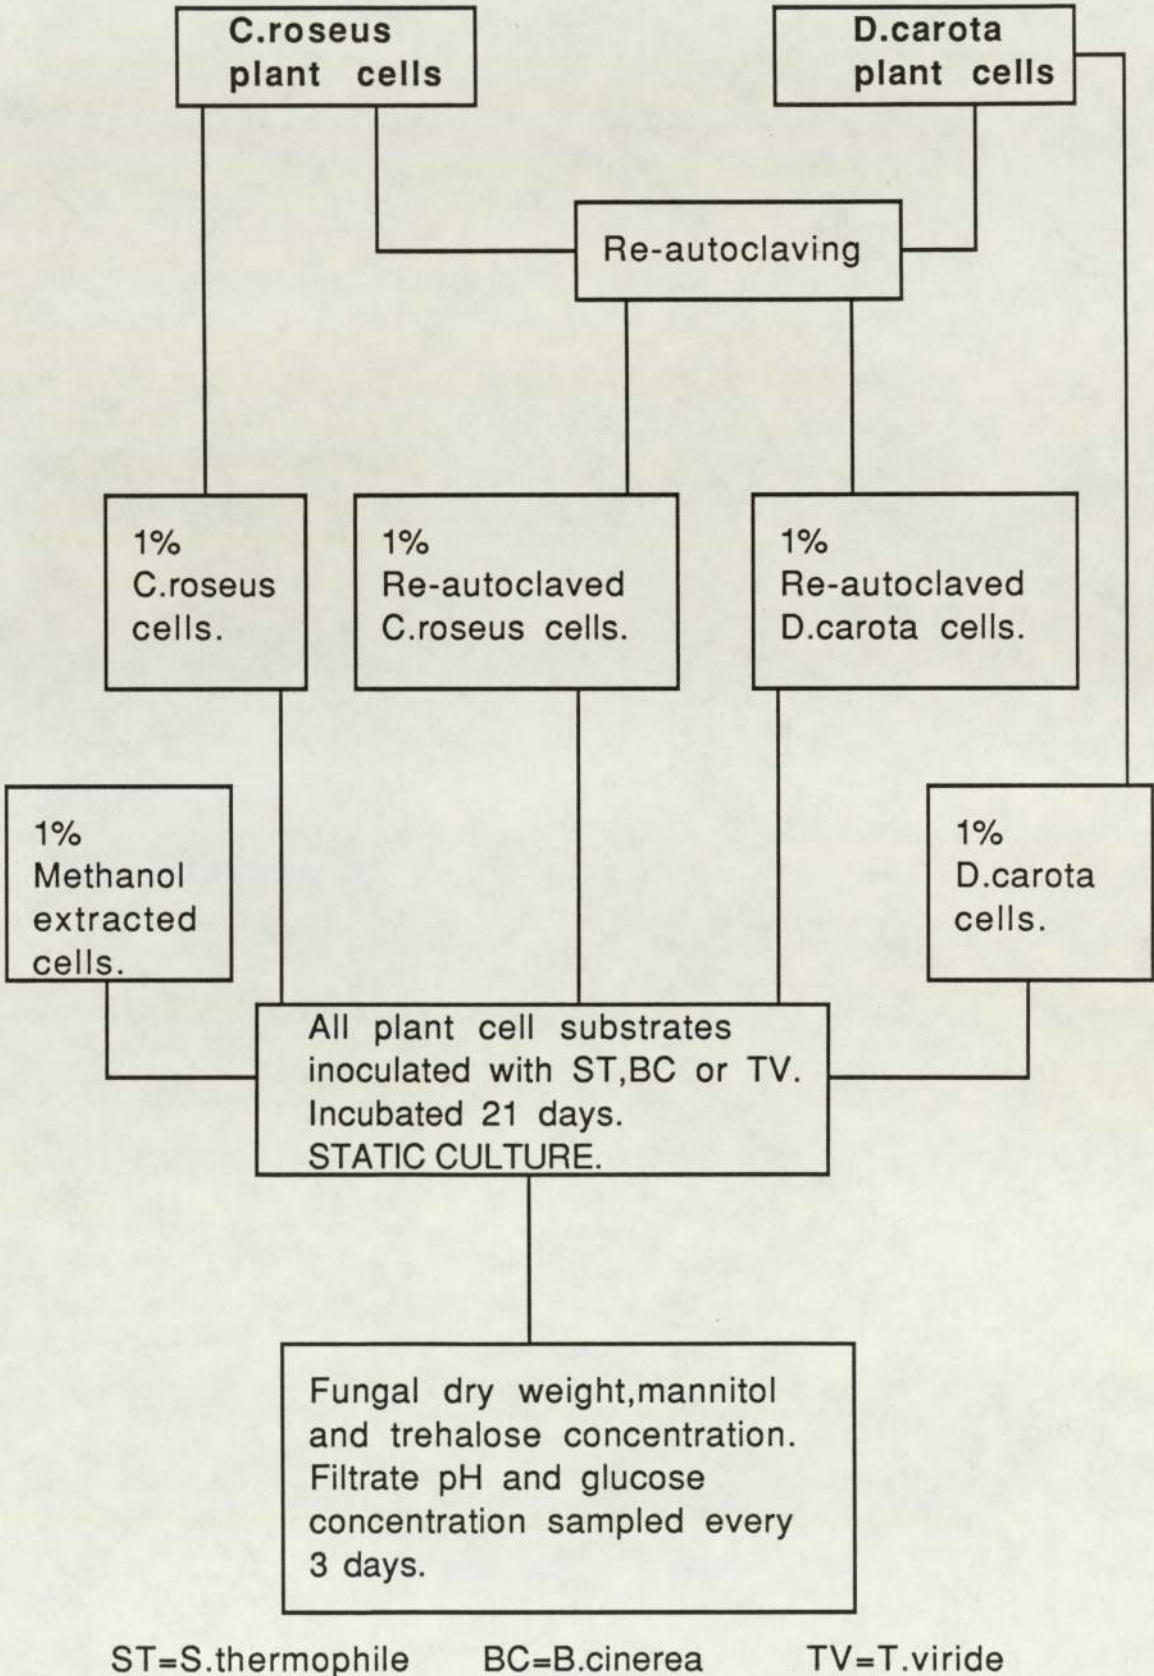 C.roseus
plant cells
D.carota
plant cells
Re-autoclaving
1%
C.roseus
cells.
1%
Re-autoclaved
C.roseus cells.
1%
Re-autoclaved
D.carota cells.
1%
Methanol
extracted
cells.
1%
D.carota
cells.
All plant cell substrates
inoculated with ST,BC or TV.
Incubated 21 days.
STATIC CULTURE.
Fungal dry weight,mannitol
and trehalose concentration.
Filtrate pH and glucose
concentration sampled every
3 days.
ST=S.thermophile BC=B.cinerea TV=T.viride